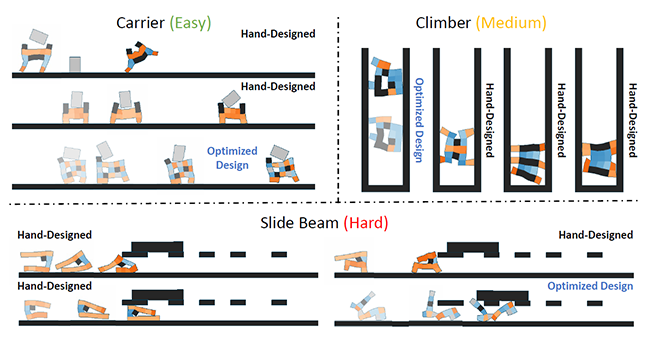 Carrier (Easy)
Hand-Designed
Hand-Designed
Optimized
Design
Climber (Medium)
Optimized Design
Hand-Designed
Hand-Designed
Hand-Designed
Slide Beam (Hard)
Hand-Designed
Hand-Designed
Hand-Designed
Optimized Design